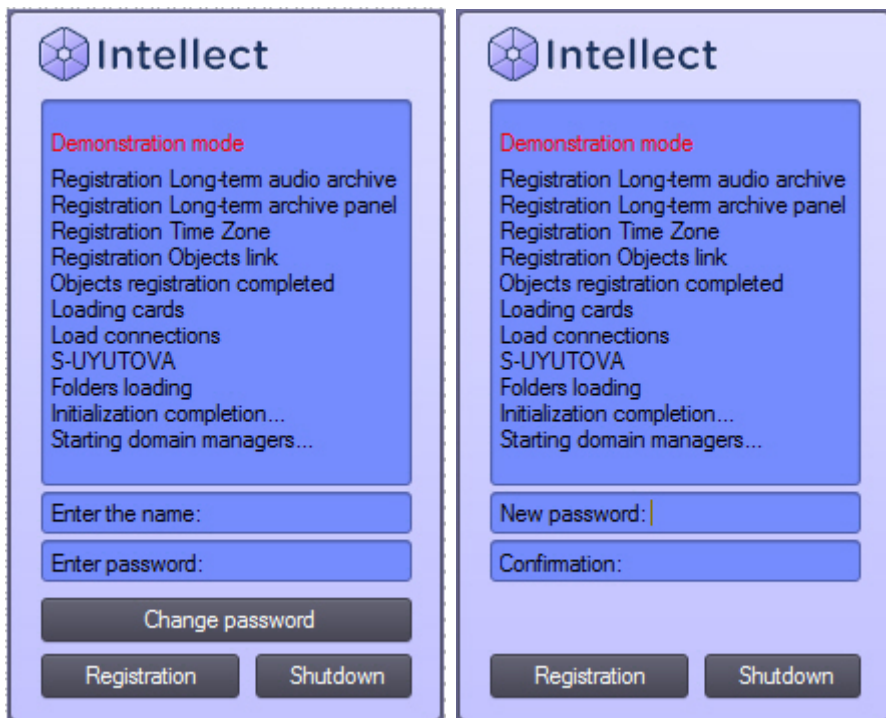 Intellect
Demonstration mode
Registration Long-term audio archive
Registration Long-term archive panel
Registration Time Zone
Registration Objects link
Objects registration completed
Loading cards
Load connections
S-UYUTOVA
Folders loading
Initialization completion...
Starting domain managers...
Enter the name:
Enter password:
Change password
Registration
Shutdown
Intellect
Demonstration mode
Registration Long-term audio archive
Registration Long-term archive panel
Registration Time Zone
Registration Objects link
Objects registration completed
Loading cards
Load connections
S-UYUTOVA
Folders loading
Initialization completion...
Starting domain managers...
New password:
Confirmation:
Registration
Shutdown